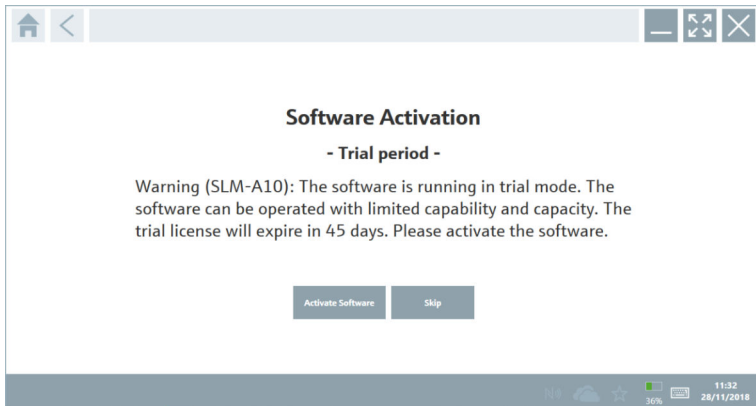 Software Activation
- Trial period -
Warning (SLM-A10): The software is running in trial mode. The
software can be operated with limited capability and capacity. The
trial license will expire in 45 days. Please activate the software.
Activate Software Skip
36%
11:32
28/11/2018